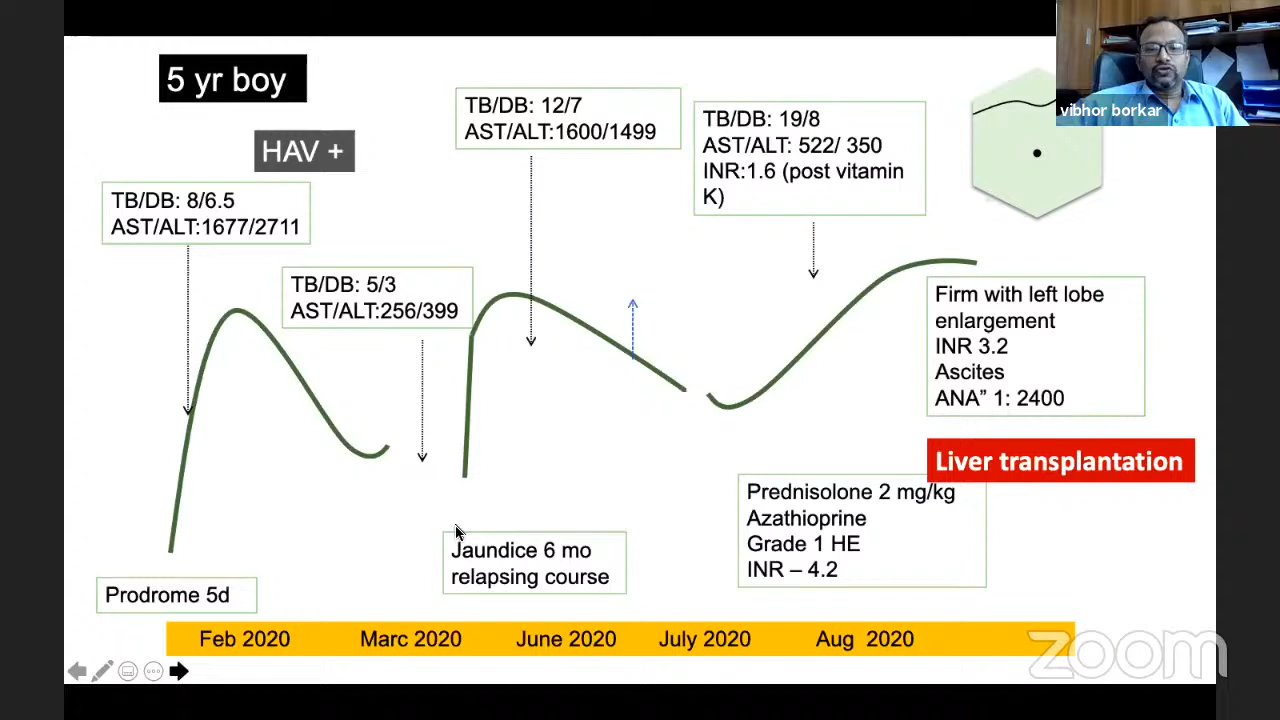 5 yr boy
HAV +
TB/DB: 8/6.5
AST/ALT:1677/2711
TB/DB: 5/3
AST/ALT:256/399
TB/DB: 12/7
AST/ALT:1600/1499
TB/DB: 19/8
AST/ALT: 522/ 350
INR:1.6 (post vitamin
K)
vibhor borkar
Firm with left lobe
enlargement
INR 3.2
Ascites
ANA” 1: 2400
Liver transplantation
Prednisolone 2 mg/kg
Azathioprine
Grade 1 HE
INR – 4.2
Jaundice 6 mo
relapsing course
Prodrome 5d
Feb 2020 Marc 2020 June 2020 July 2020 Aug 2020
zoom